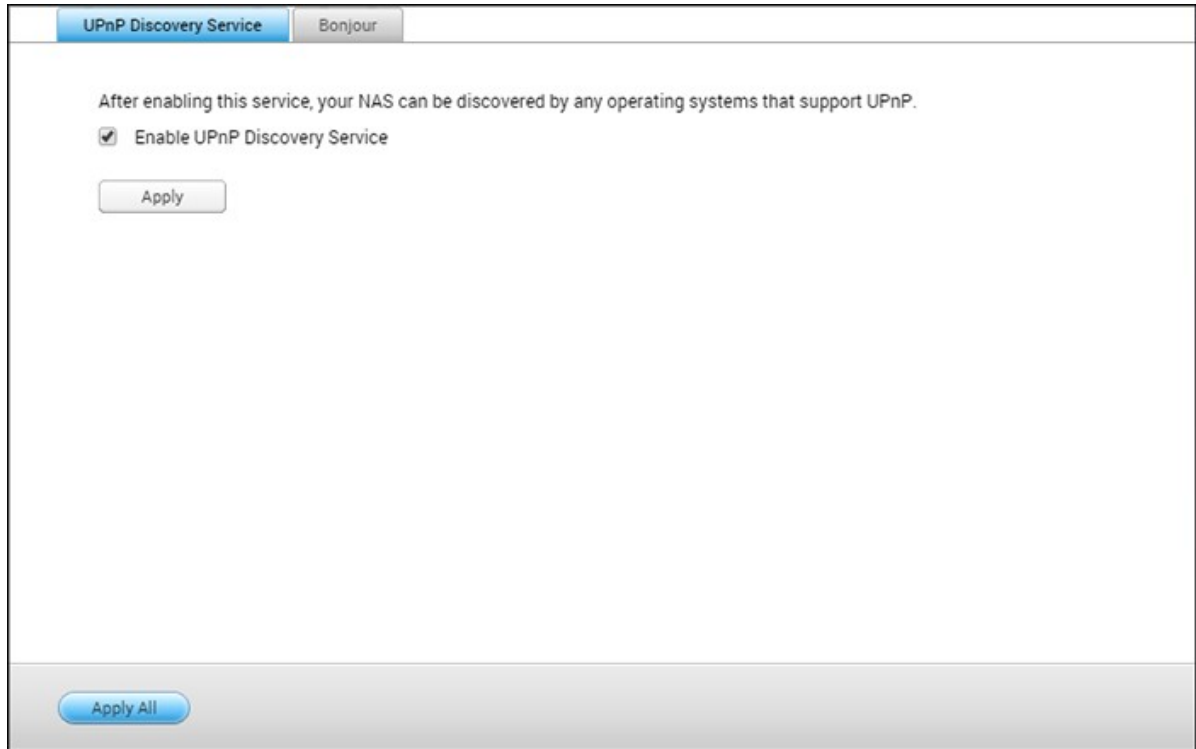 UPnP Discovery Service Bonjour
After enabling this service, your NAS can be discovered by any operating systems that support UPnP.
Enable UPnP Discovery Service
Apply
Apply All